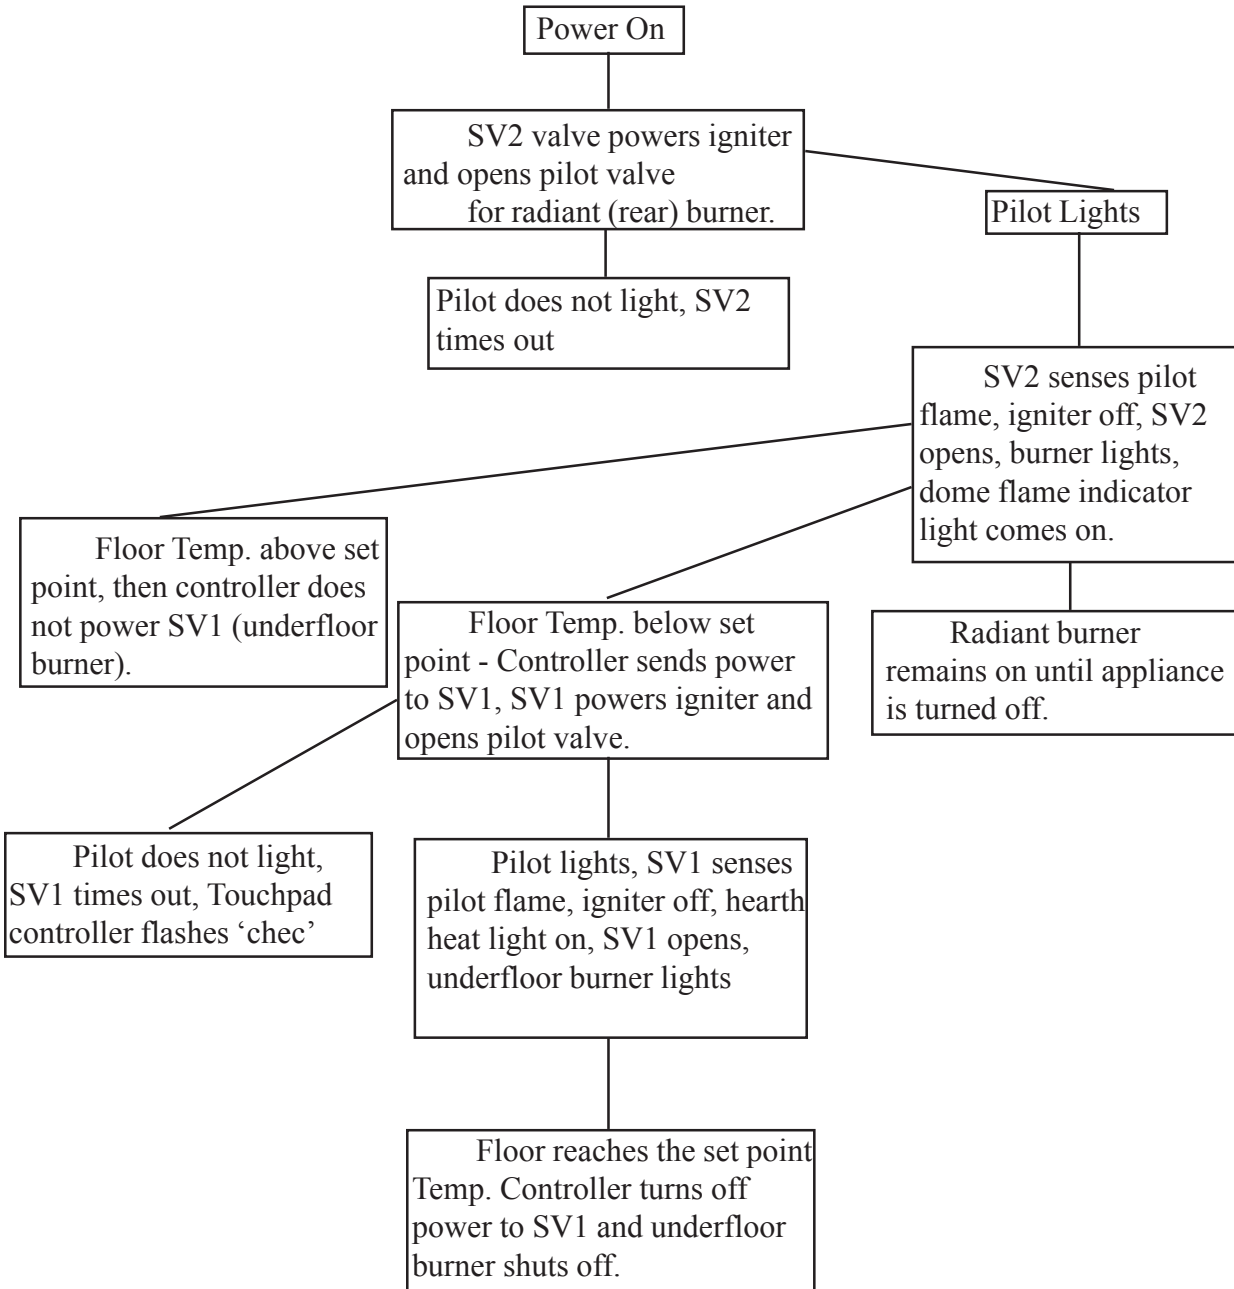 Power On
SV2 valve powers igniter
and opens pilot valve
for radiant (rear) burner.
Pilot Lights
Pilot does not light, SV2
times out
SV2 senses pilot
flame, igniter off, SV2
opens, burner lights,
dome flame indicator
light comes on.
Floor Temp. above set
point, then controller does
not power SV1 (underfloor
burner).
Floor Temp. below set
point - Controller sends power
to SV1, SV1 powers igniter and
opens pilot valve.
Radiant burner
remains on until appliance
is turned off.
Pilot does not light,
SV1 times out, Touchpad
controller flashes ‘chec’
Pilot lights, SV1 senses
pilot flame, igniter off, hearth
heat light on, SV1 opens,
underfloor burner lights
Floor reaches the set point
Temp. Controller turns off
power to SV1 and underfloor
burner shuts off.